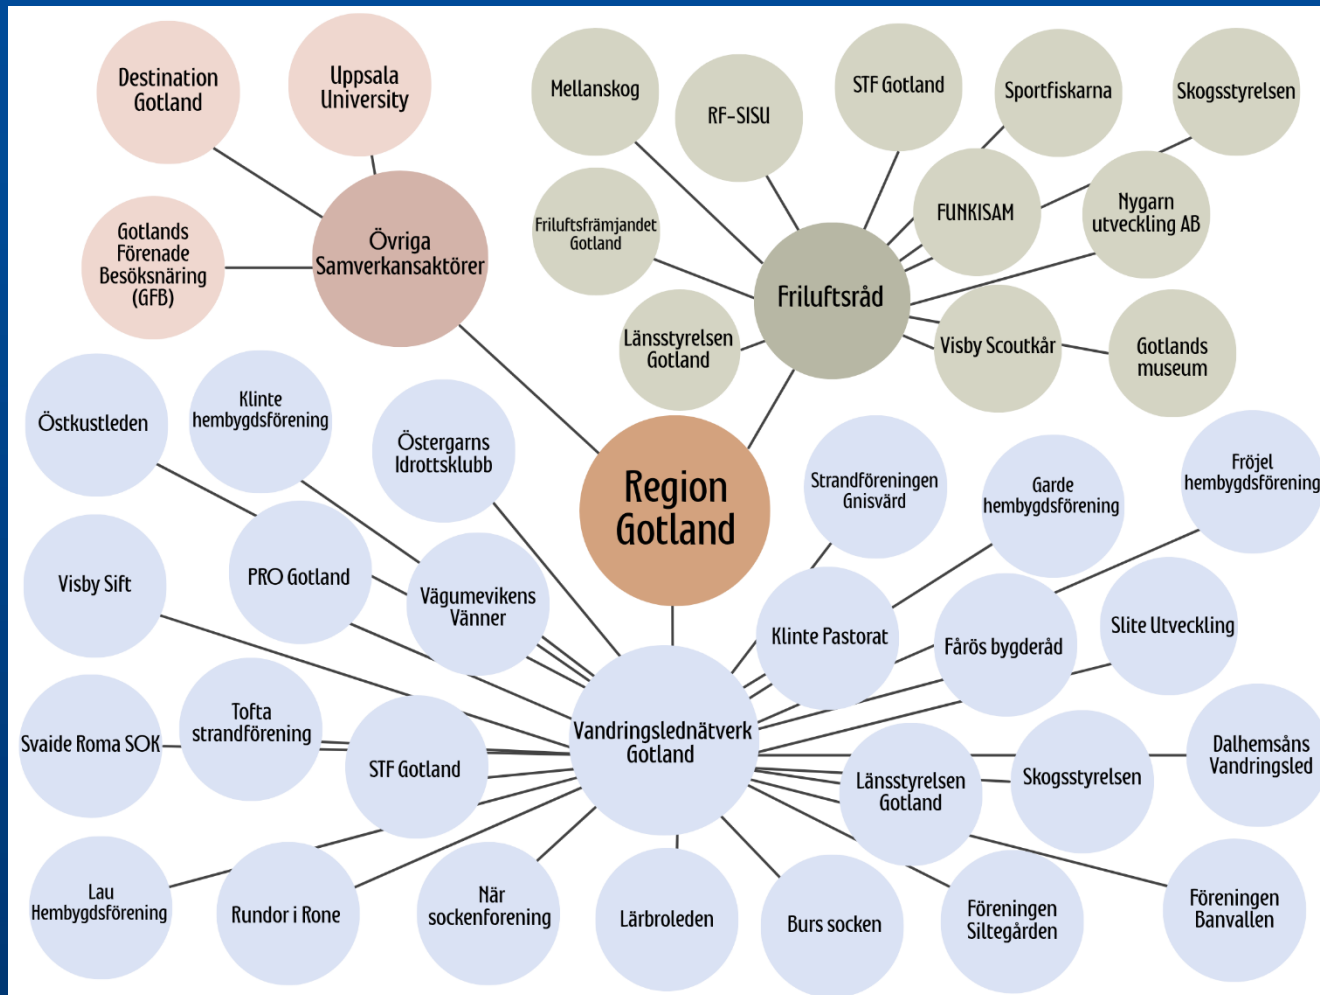 Destination
Gotland
Uppsala
University
Gotlands
Förenade
Besöksnäring
(GFB)
Övriga
Samverkansaktörer
Mellanskog
RF-SISU
STF Gotland
Sportfiskarna
Skogsstyrelsen
Friluftsfrämjandet
Gotland
FUNKISAM
Nygarn
utveckling AB
Friluftsråd
Länsstyrelsen
Gotland
Visby Scoutkår
Gotlands
museum
Region
Gotland
Östkustleden
Klinte
hembygdsförening
Östergarns
Idrottsklubb
Strandföreningen
Gnisvärd
Garde
hembygdsförening
Fröjel
hembygdsförening
Visby Sift
PRO Gotland
Vägumevikens
Vänner
Klinte Pastorat
Fårös bygderåd
Slite Utveckling
Svaide Roma SOK
Tofta
strandförening
STF Gotland
Vandringslednätverk
Gotland
Länsstyrelsen
Gotland
Skogsstyrelsen
Dalhemsåns
Vandringsled
Lau
Hembygdsförening
Rundor i Rone
När
sockenforening
Lärbroleden
Burs socken
Föreningen
Siltegården
Föreningen
Banvallen